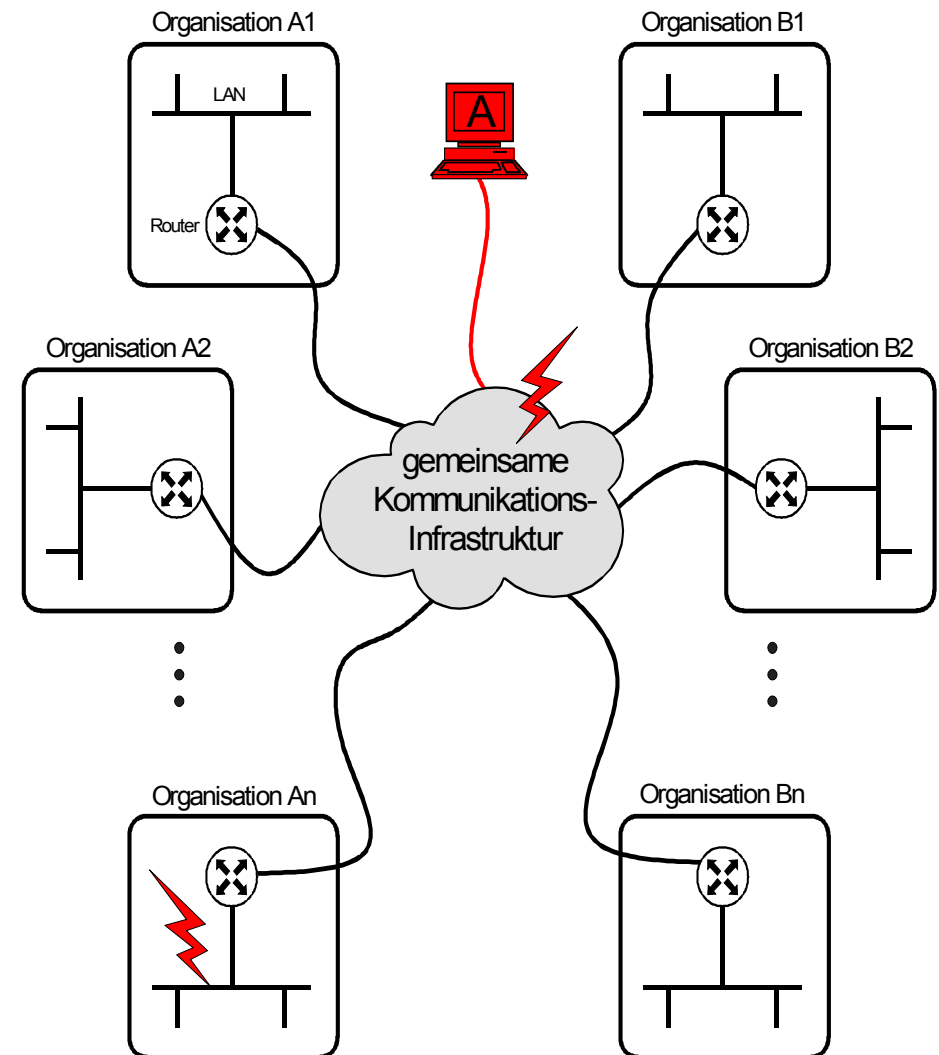 Organisation A1
Organisation B1
LAN
A
Router
Organisation A2
Organisation B2
gemeinsame
Kommunikations-
Infrastruktur
Organisation An
Organisation Bn